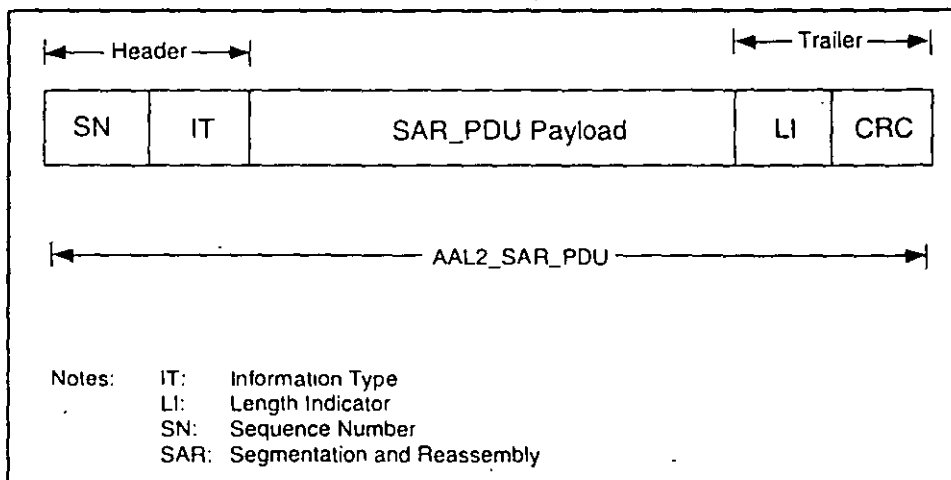 Header Trailer
SN IT SAR_PDU Payload LI CRC
AAL2_SAR_PDU
Notes: IT: Information Type
LI: Length Indicator
SN: Sequence Number
SAR: Segmentation and Reassembly